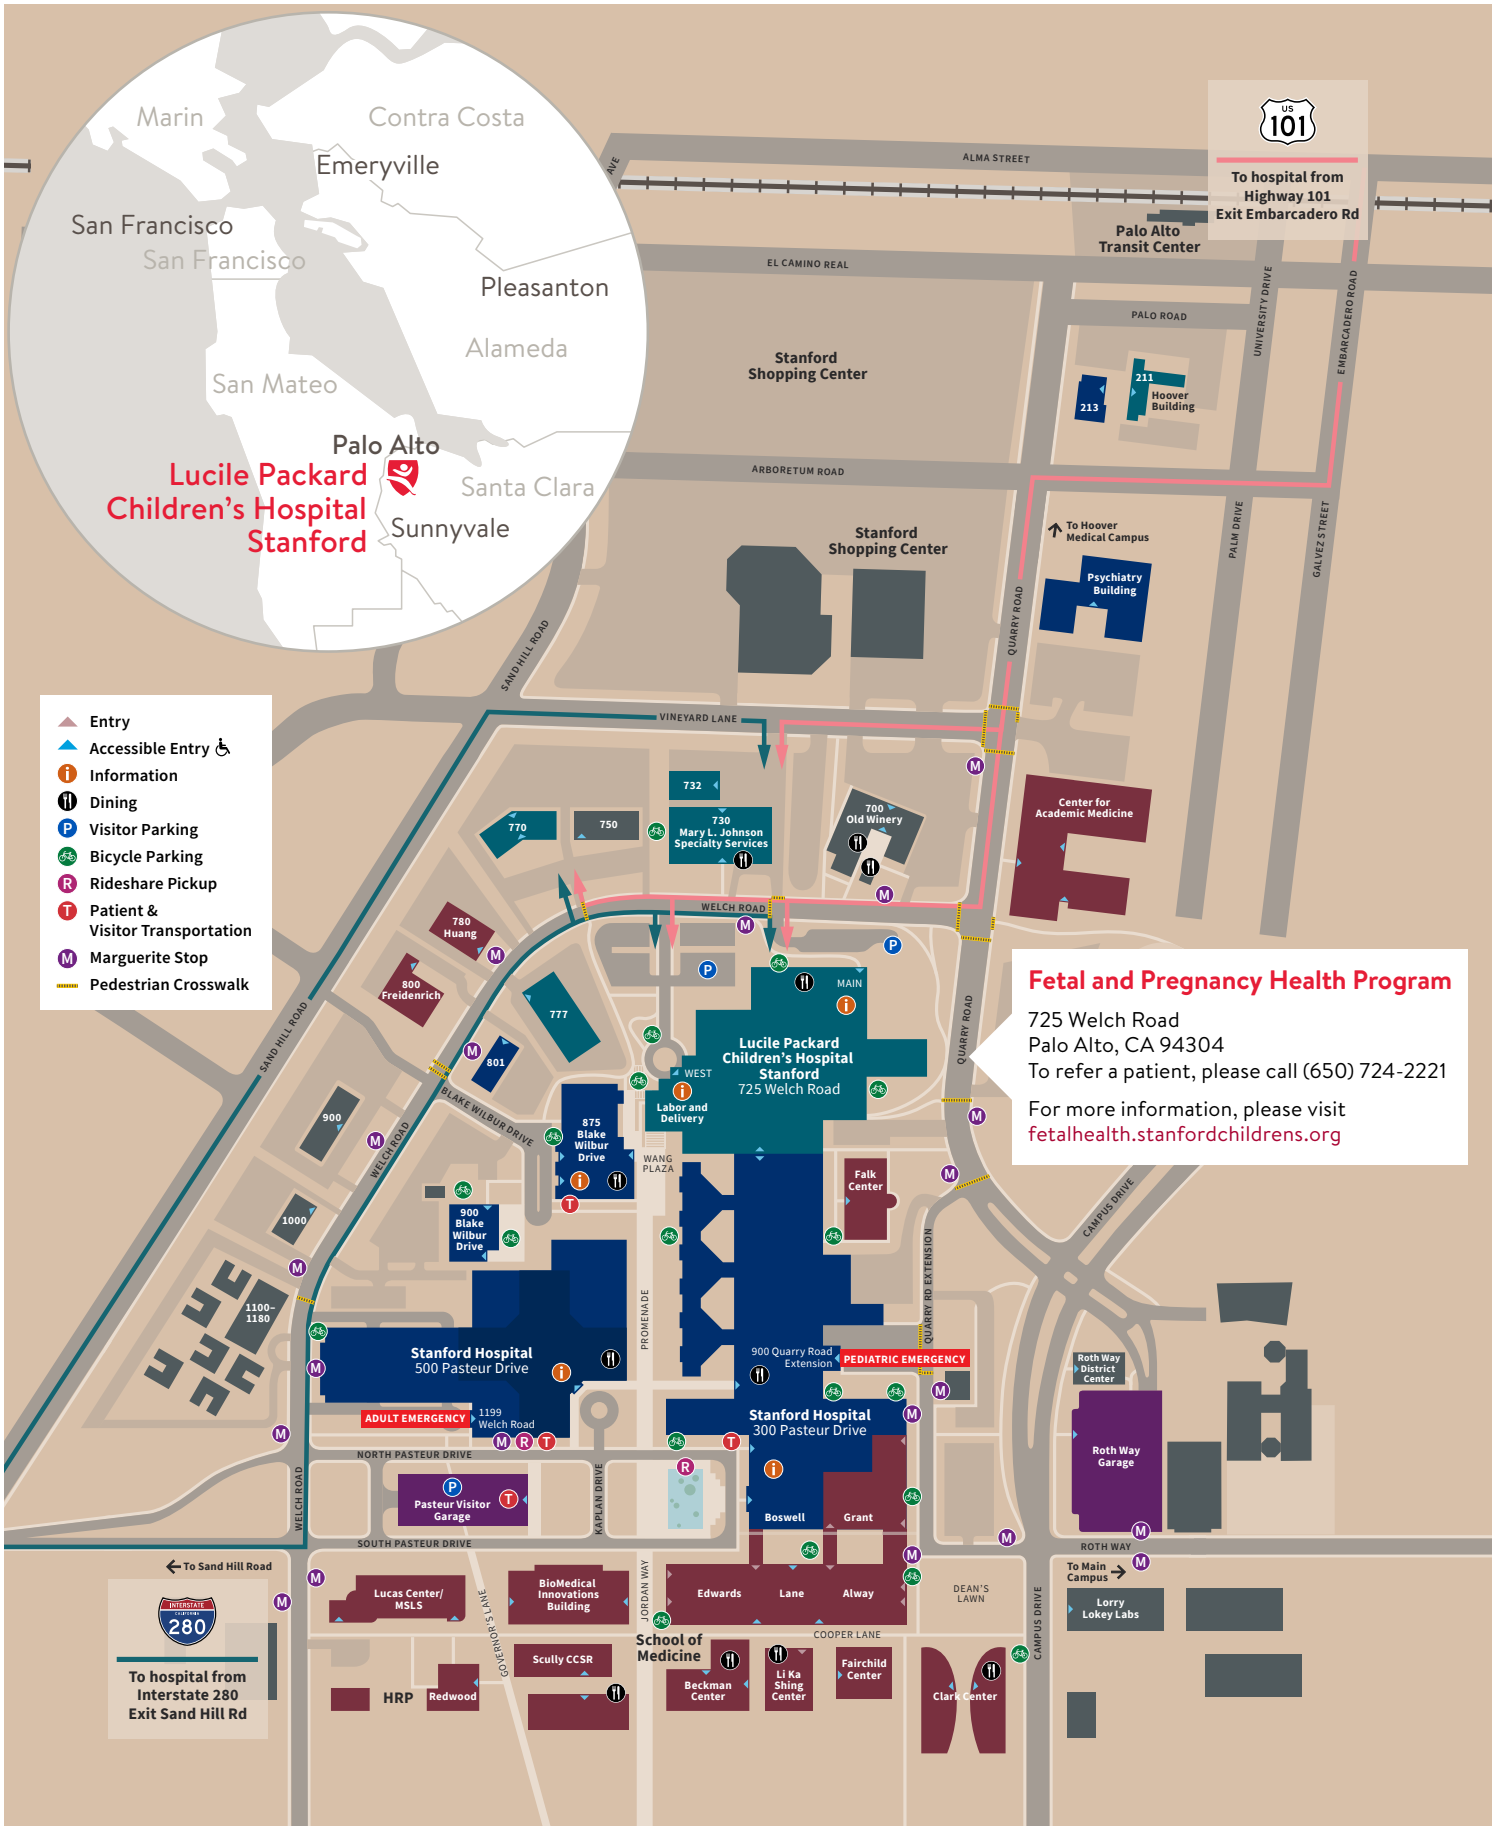 Marin
Contra Costa
Emeryville
San Francisco
San Francisco
Pleasanton
Alameda
San Mateo
Palo Alto
Lucile Packard
Children's Hospital
Stanford
Santa Clara
Sunnyvale
US
101
To hospital from
Highway 101
Exit Embarcadero Rd
AVE
ALMA STREET
Palo Alto
Transit Center
EL CAMINO REAL
PALO ROAD
UNIVERSITY DRIVE
EMBARCADERO ROAD
Stanford
Shopping Center
211
213
Hoover
Building
ARBORETUM ROAD
Stanford
Shopping Center
To Hoover
Medical Campus
PALM DRIVE
GALVEZ STREET
Psychiatry
Building
QUARRY ROAD
SAND HILL ROAD
VINEYARD LANE
Entry
Accessible Entry
i Information
Dining
P Visitor Parking
Bicycle Parking
R Rideshare Pickup
T Patient &
Visitor Transportation
M Marguerite Stop
Pedestrian Crosswalk
M
732
770
750
730
Mary L. Johnson
Specialty Services
700
Old Winery
Center for
Academic Medicine
M
WELCH ROAD
M
780
Huang
M
P
P
800
Freidenrich
777
MAIN
i
SAND HILL ROAD
QUARRY ROAD
Fetal and Pregnancy Health Program
725 Welch Road
Palo Alto, CA 94304
To refer a patient, please call (650) 724-2221
For more information, please visit
fetalhealth.stanfordchildrens.org
Lucile Packard
Children's Hospital
Stanford
725 Welch Road
M
801
WEST
i
Labor and
Delivery
BLAKE WILBUR DRIVE
900
M
WELCH ROAD
875
Blake
Wilbur
Drive
i
T
WANG
PLAZA
M
M
Falk
Center
CAMPUS DRIVE
1000
900
Blake
Wilbur
Drive
M
1100–
1180
PROMENADE
QUARRY RD EXTENSION
M
Stanford Hospital
500 Pasteur Drive
i
900 Quarry Road
Extension
PEDIATRIC EMERGENCY
M
Roth Way
District
Center
ADULT EMERGENCY
1199
Welch Road
M
M
R
T
Stanford Hospital
300 Pasteur Drive
M
T
NORTH PASTEUR DRIVE
R
i
Roth Way
Garage
WELCH ROAD
P
T
Pasteur Visitor
Garage
KAPLAN DRIVE
Boswell
Grant
M
M
SOUTH PASTEUR DRIVE
M
ROTH WAY
M
To Sand Hill Road
To Main
Campus
INTERSTATE
CALIFORNIA
280
To hospital from
Interstate 280
Exit Sand Hill Rd
M
M
Lucas Center/
MSLS
BioMedical
Innovations
Building
JORDAN WAY
GOVERNOR'S LANE
Edwards
Lane
Alway
DEAN'S
LAWN
CAMPUS DRIVE
Lorry
Lokey Labs
COOPER LANE
School of
Medicine
Scully CCSR
HRP
Redwood
Beckman
Center
Li Ka
Shing
Center
Fairchild
Center
Clark Center